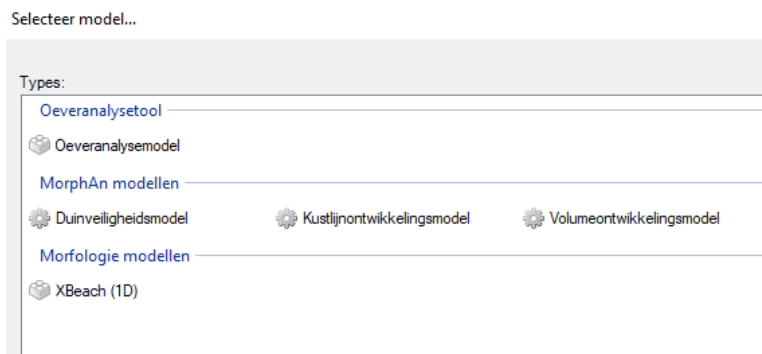 Selecteer model...
Types:
Oeveranalysetool
Oeveranalysemodel
MorphAn modellen
Duinveiligheidsmodel Kustlijnontwikkelingsmodel Volumeontwikkelingsmodel
Morfologie modellen
XBeach (1D)